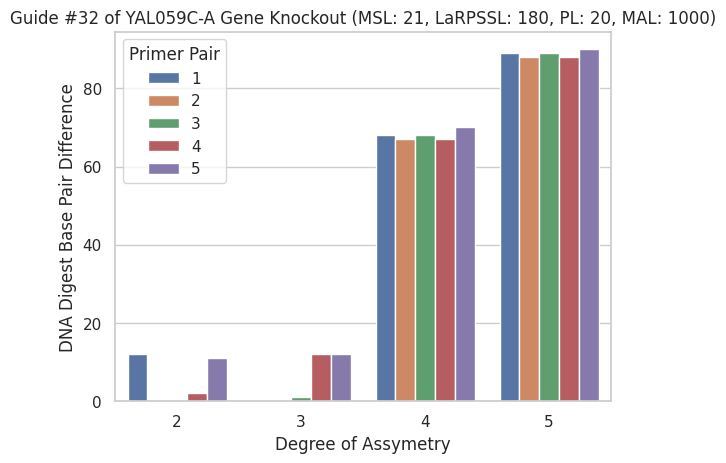 Guide #32 of YAL059C-A Gene Knockout (MSL: 21, LaRPSSL: 180, PL: 20, MAL: 1000)
Primer Pair
1
2
3
4
5
DNA Digest Base Pair Difference
80
60
40
20
0
2 3 4 5
Degree of Assymetry